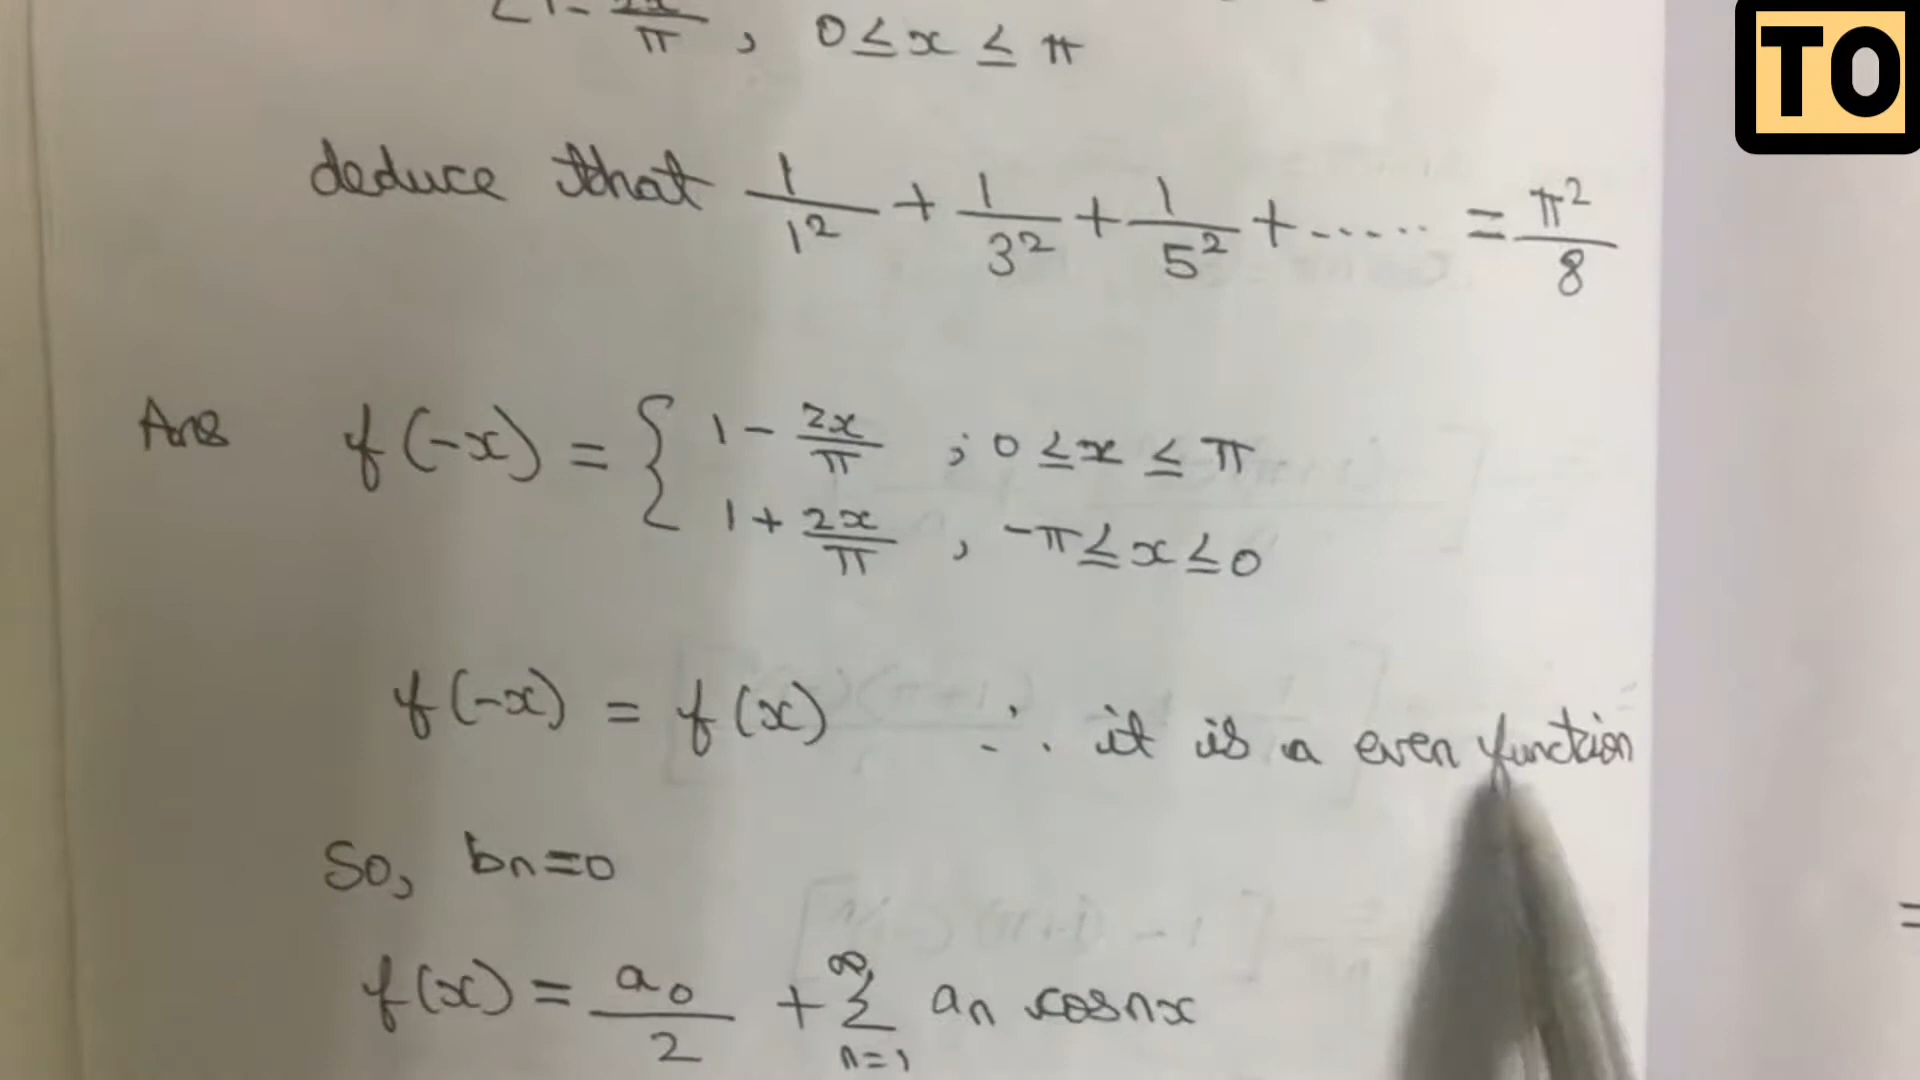 1 - 2x/π , 0 ≤ x ≤ π
TO
deduce that 1/1² + 1/3² + 1/5² + ..... = π²/8
Ans f(-x) = { 1 - 2x/π ; 0 ≤ x ≤ π
1 + 2x/π , -π ≤ x ≤ 0
f(-x) = f(x) ∴ it is a even function
So, bn = 0
=
f(x) = a₀/2 + ∞ Σ n=1 an cosnx